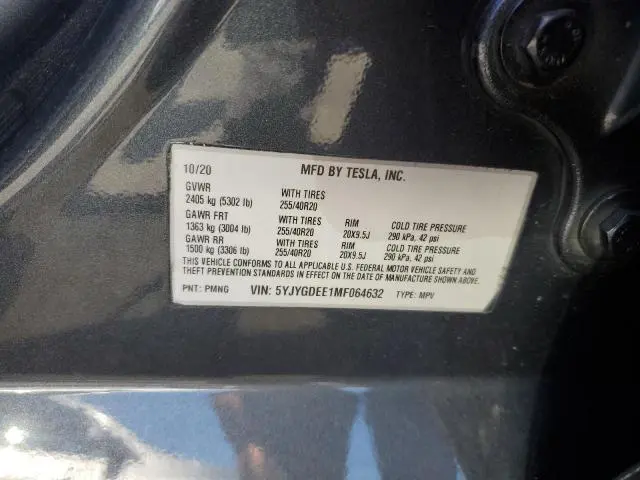 10/20 MFD BY TESLA, INC.
GVWR WITH TIRES
2405 kg (5302 lb) 255/40R20
GAWR FRT WITH TIRES RIM COLD TIRE PRESSURE
1363 kg (3004 lb) 255/40R20 20X9.5J 290 kPa, 42 psi
GAWR RR WITH TIRES RIM COLD TIRE PRESSURE
1500 kg (3306 lb) 255/40R20 20X9.5J 290 kPa, 42 psi
THIS VEHICLE CONFORMS TO ALL APPLICABLE U.S. FEDERAL MOTOR VEHICLE SAFETY AND
THEFT PREVENTION STANDARDS IN EFFECT ON THE DATE OF MANUFACTURE SHOWN ABOVE.
PNT: PMNG VIN: 5YJYGDEE1MF064632 TYPE: MPV